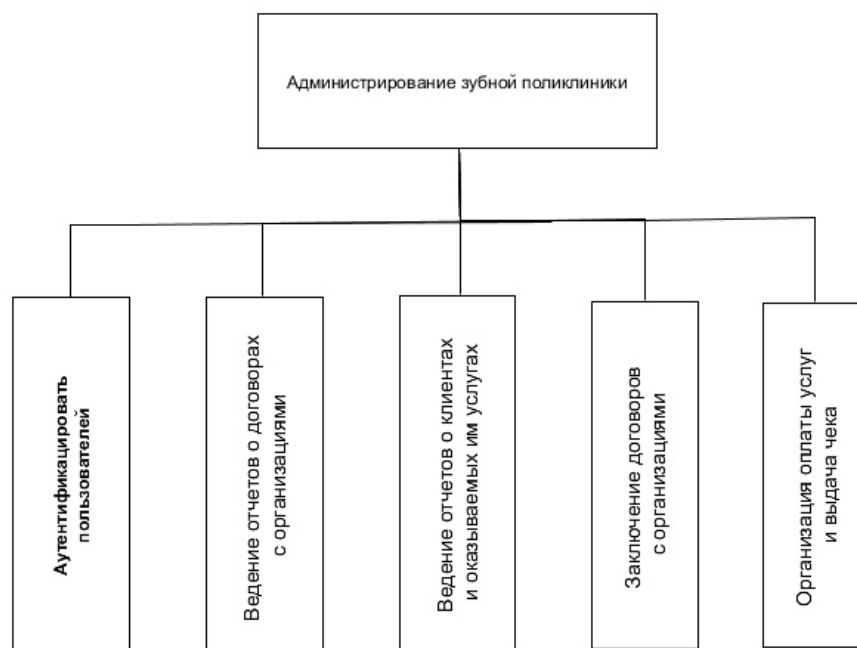 Администрирование зубной поликлиники
Аутентификацировать
пользователей
Ведение отчетов о договорах
с организациями
Ведение отчетов о клиентах
и оказываемых им услугах
Заключение договоров
с организациями
Организация оплаты услуг
и выдача чека